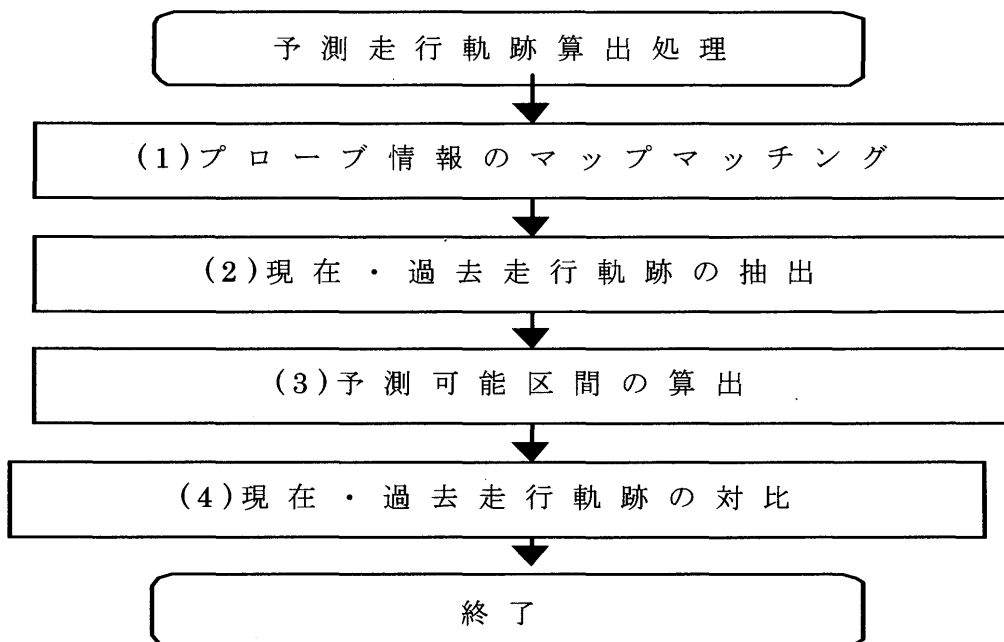 予測走行軌跡算出処理
(1)プローブ情報のマップマッチング
(2)現在・過去走行軌跡の抽出
(3)予測可能区間の算出
(4)現在・過去走行軌跡の対比
終了